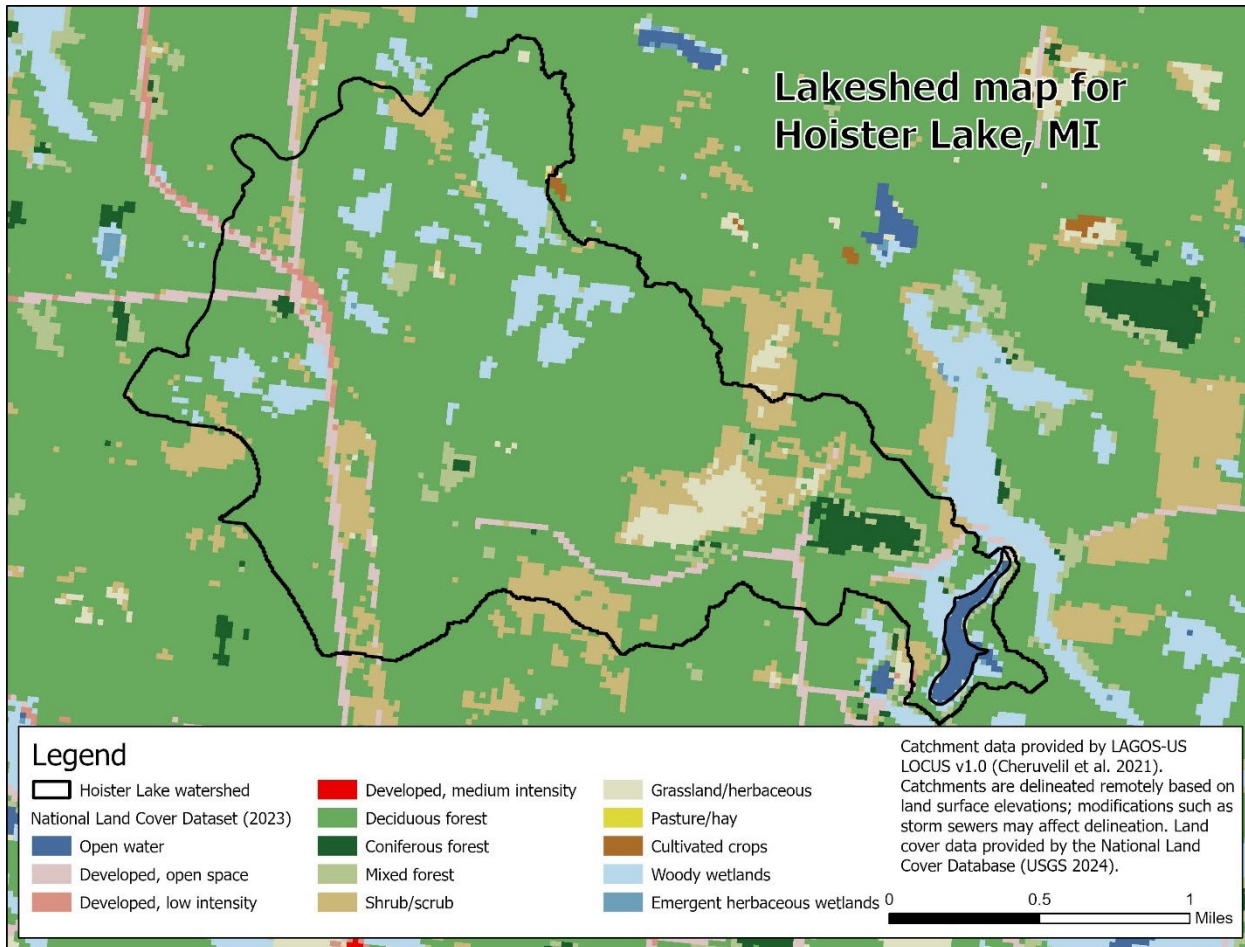 Lakeshed map for
Hoister Lake, MI
Legend
Hoister Lake watershed
National Land Cover Dataset (2023)
Open water
Developed, open space
Developed, low intensity
Developed, medium intensity
Deciduous forest
Coniferous forest
Mixed forest
Shrub/scrub
Grassland/herbaceous
Pasture/hay
Cultivated crops
Woody wetlands
Emergent herbaceous wetlands
Catchment data provided by LAGOS-US
LOCUS v1.0 (Cheruvelil et al. 2021).
Catchments are delineated remotely based on
land surface elevations; modifications such as
storm sewers may affect delineation. Land
cover data provided by the National Land
Cover Database (USGS 2024).
0 0.5 1
Miles